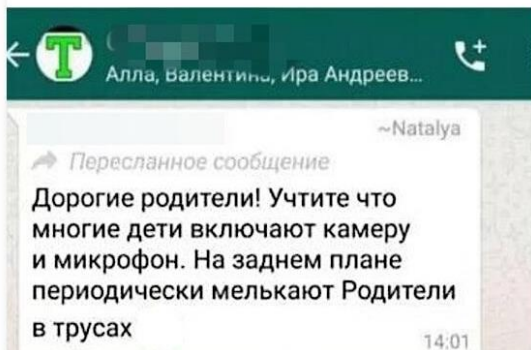 Т
Алла, Валентина, Ира Андреев...
~Natalya
Пересланное сообщение
Дорогие родители! Учтите что
многие дети включают камеру
и микрофон. На заднем плане
периодически мелькают Родители
в трусах
14:01